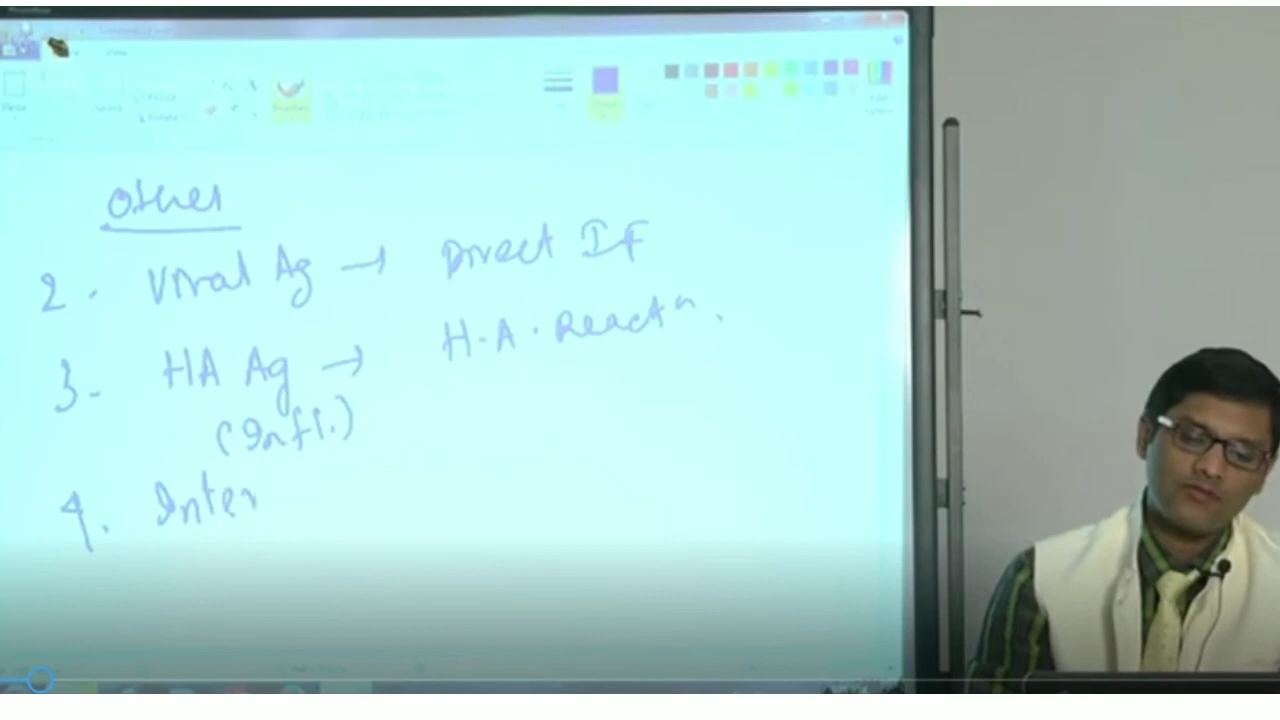 Other
2. Viral Ag → Direct IF
3- HA Ag → H.A. Reactⁿ.
(Infl.)
4. Inter